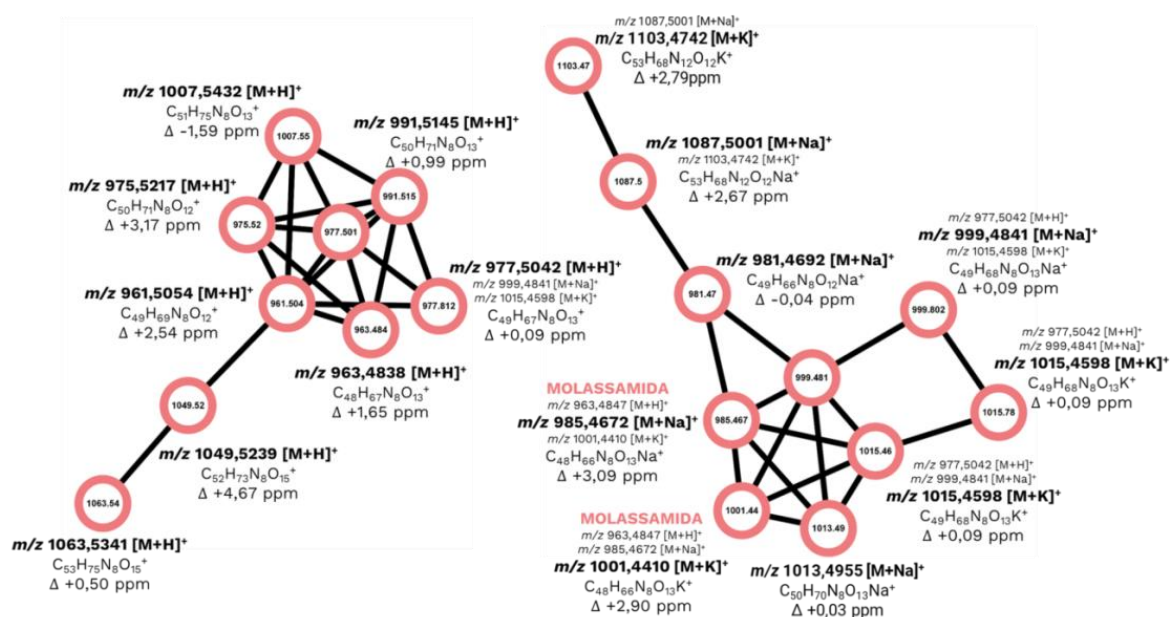 m/z 1007,5432 [M+H]⁺
C₅₁H₇₅N₈O₁₃⁺
Δ -1,59 ppm
1007.55
m/z 991,5145 [M+H]⁺
C₅₀H₇₁N₈O₁₃⁺
Δ +0,99 ppm
991.515
m/z 975,5217 [M+H]⁺
C₅₀H₇₁N₈O₁₂⁺
Δ +3,17 ppm
975.52
977.501
m/z 977,5042 [M+H]⁺
m/z 999,4841 [M+Na]⁺
m/z 1015,4598 [M+K]⁺
C₄₉H₆₇N₈O₁₃⁺
Δ +0,09 ppm
977.812
m/z 961,5054 [M+H]⁺
C₄₉H₆₉N₈O₁₂⁺
Δ +2,54 ppm
961.504
963.484
m/z 963,4838 [M+H]⁺
C₄₈H₆₇N₈O₁₃⁺
Δ +1,65 ppm
1049.52
m/z 1049,5239 [M+H]⁺
C₅₂H₇₃N₈O₁₅⁺
Δ +4,67 ppm
1063.54
m/z 1063,5341 [M+H]⁺
C₅₃H₇₅N₈O₁₅⁺
Δ +0,50 ppm
m/z 1087,5001 [M+Na]⁺
m/z 1103,4742 [M+K]⁺
C₅₃H₆₈N₁₂O₁₂K⁺
Δ +2,79ppm
1103.47
m/z 1087,5001 [M+Na]⁺
m/z 1103,4742 [M+K]⁺
C₅₃H₆₈N₁₂O₁₂Na⁺
Δ +2,67 ppm
1087.5
m/z 981,4692 [M+Na]⁺
C₄₉H₆₆N₈O₁₂Na⁺
Δ -0,04 ppm
981.47
m/z 977,5042 [M+H]⁺
m/z 999,4841 [M+Na]⁺
m/z 1015,4598 [M+K]⁺
C₄₉H₆₈N₈O₁₃Na⁺
Δ +0,09 ppm
999.802
999.481
m/z 977,5042 [M+H]⁺
m/z 999,4841 [M+Na]⁺
m/z 1015,4598 [M+K]⁺
C₄₉H₆₈N₈O₁₃K⁺
Δ +0,09 ppm
1015.78
MOLASSAMIDA
m/z 963,4847 [M+H]⁺
m/z 985,4672 [M+Na]⁺
m/z 1001,4410 [M+K]⁺
C₄₈H₆₆N₈O₁₃Na⁺
Δ +3,09 ppm
985.467
1015.46
m/z 977,5042 [M+H]⁺
m/z 999,4841 [M+Na]⁺
m/z 1015,4598 [M+K]⁺
C₄₉H₆₈N₈O₁₃K⁺
Δ +0,09 ppm
MOLASSAMIDA
m/z 963,4847 [M+H]⁺
m/z 985,4672 [M+Na]⁺
m/z 1001,4410 [M+K]⁺
C₄₈H₆₆N₈O₁₃K⁺
Δ +2,90 ppm
1001.44
1013.49
m/z 1013,4955 [M+Na]⁺
C₅₀H₇₀N₈O₁₃Na⁺
Δ +0,03 ppm